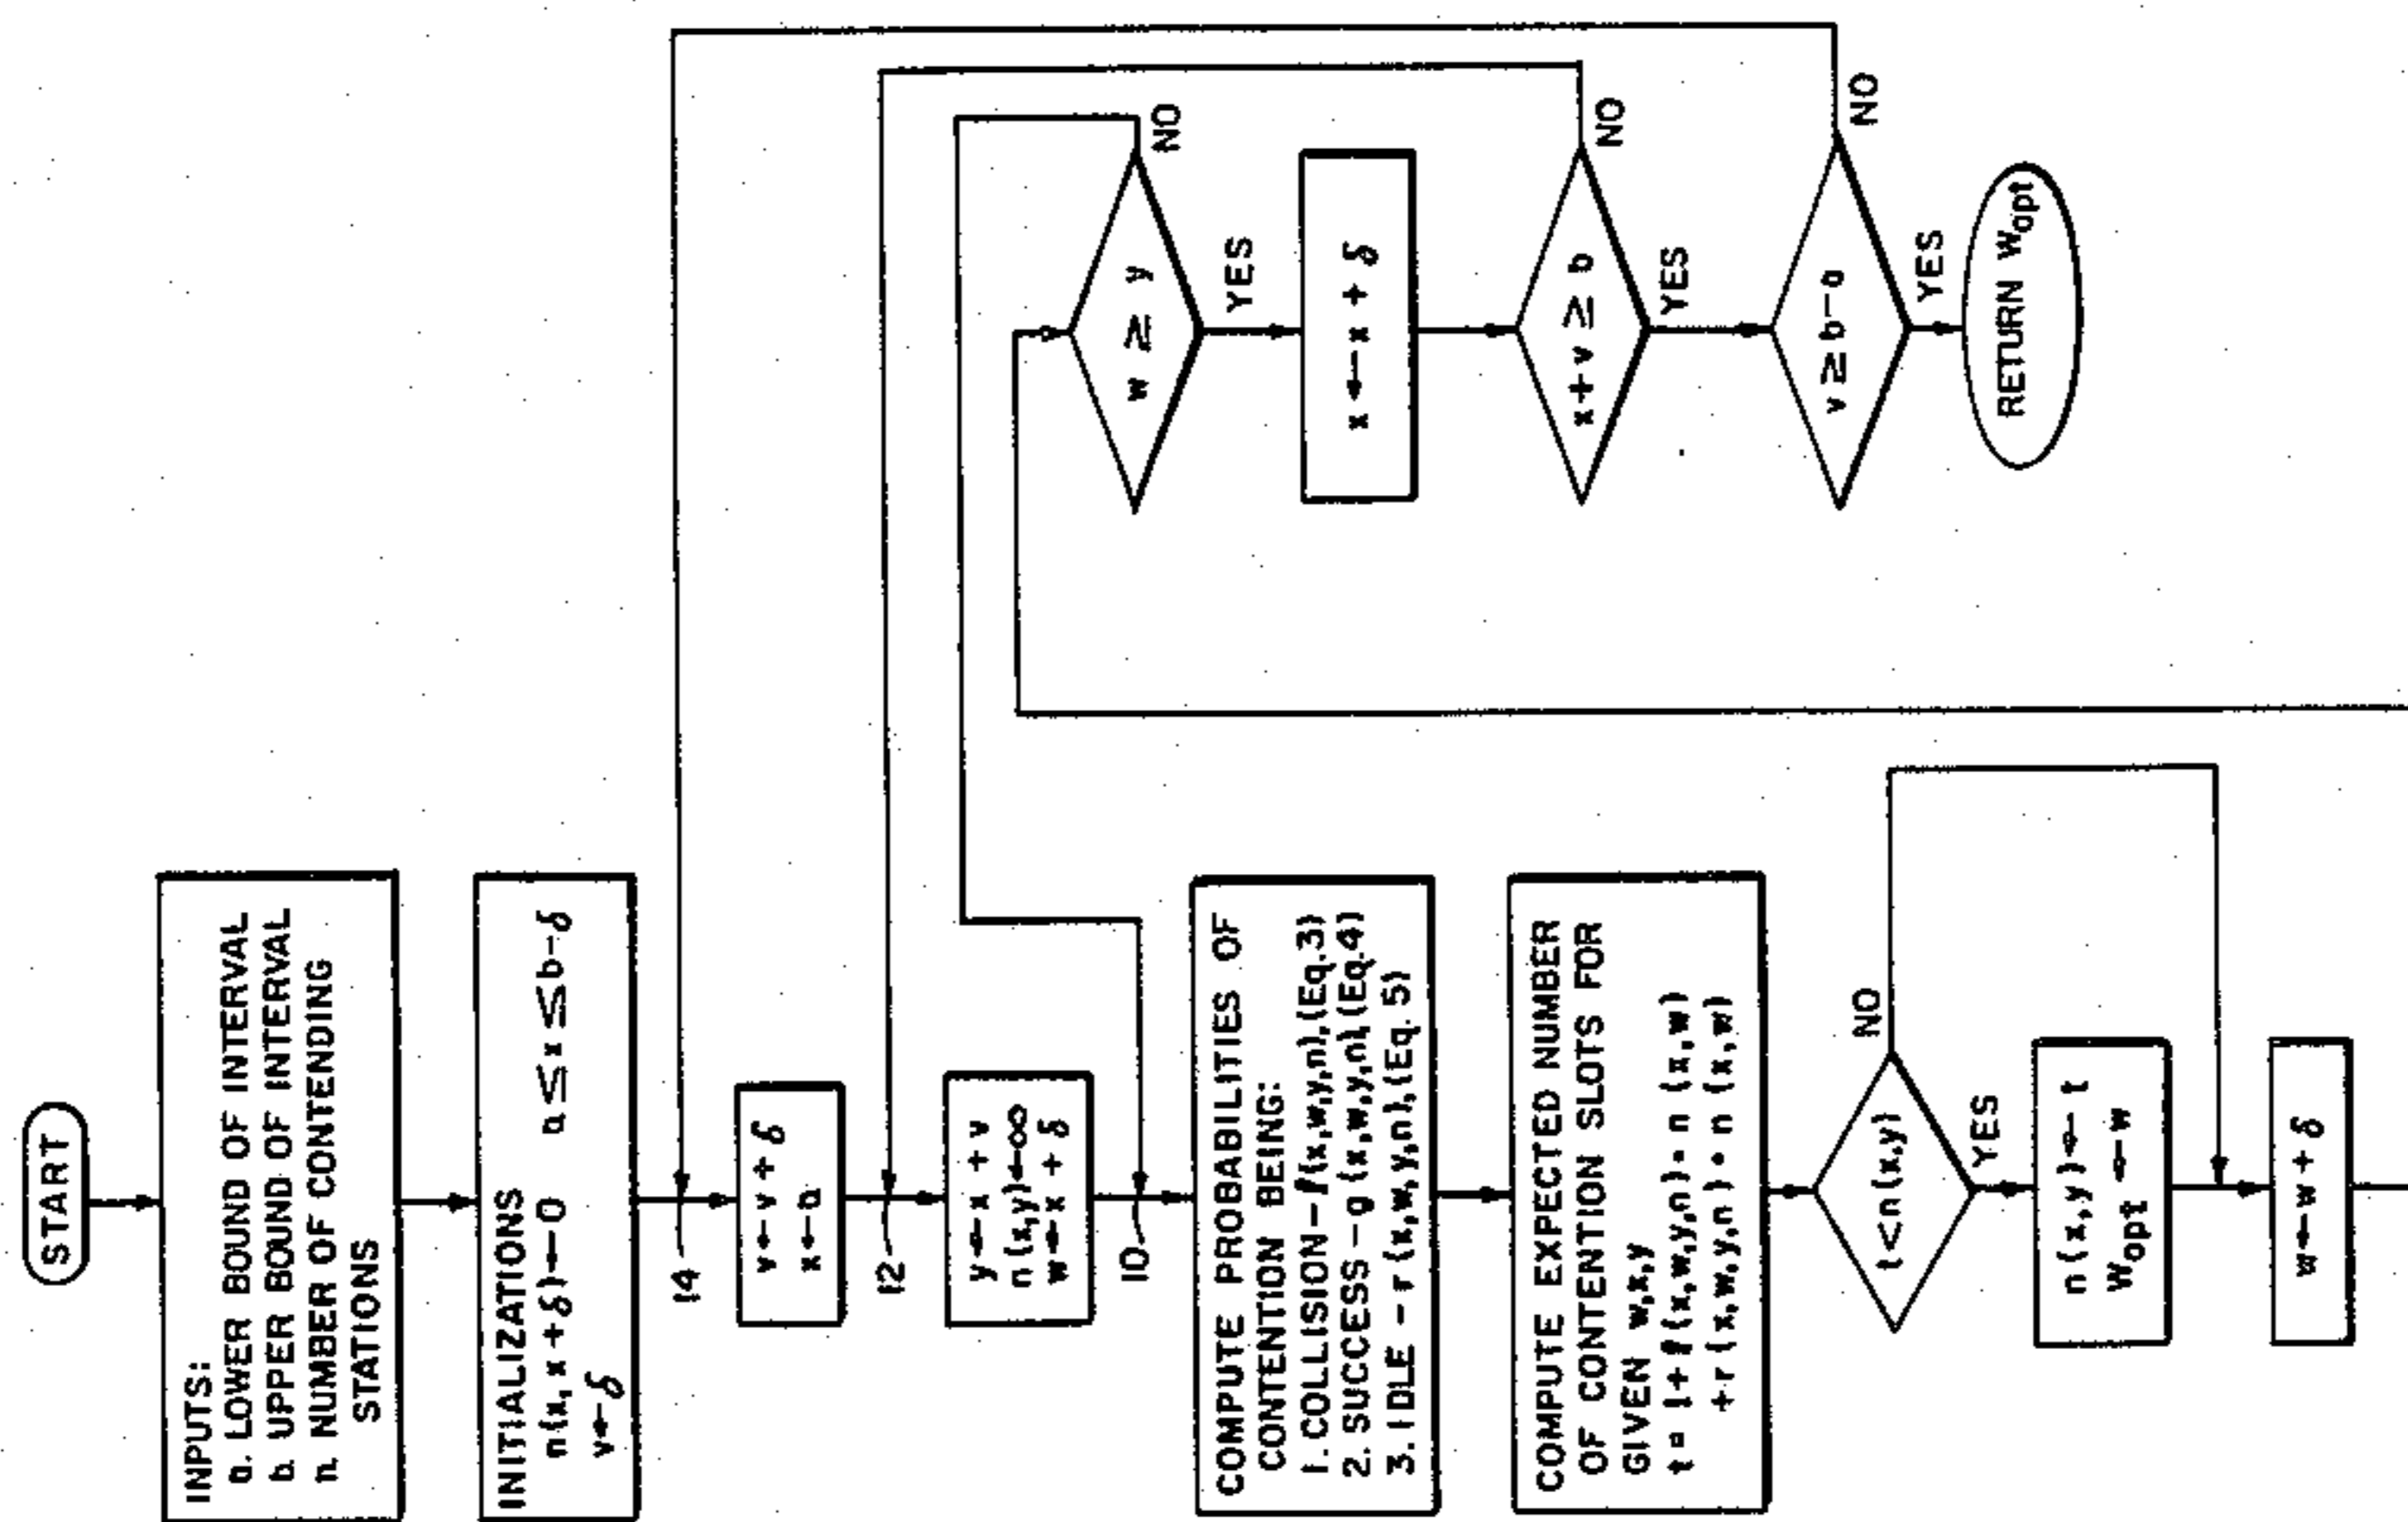 START
INPUTS:
a. LOWER BOUND OF INTERVAL
b. UPPER BOUND OF INTERVAL
n. NUMBER OF CONTENDING
STATIONS
INITIALIZATIONS
n(x,x+δ)←0 a≤x≤b-δ
v←δ
14
v←v+δ
x←a
12
y←x+v
n(x,y)←∞
w←x+δ
10
COMPUTE PROBABILITIES OF
CONTENTION BEING:
1. COLLISION-f(x,w,y,n),(Eq.3)
2. SUCCESS-g(x,w,y,n),(Eq.4)
3. IDLE-r(x,w,y,n),(Eq.5)
COMPUTE EXPECTED NUMBER
OF CONTENTION SLOTS FOR
GIVEN w,x,y
t=1+f(x,w,y,n)•n(x,w)
+r(x,w,y,n)•n(x,w)
t<n(x,y)
NO
YES
n(x,y)←t
Wopt←w
w←w+δ
w≥y
NO
YES
x←x+δ
x+v≥b
NO
YES
v≥b-a
NO
YES
RETURN Wopt